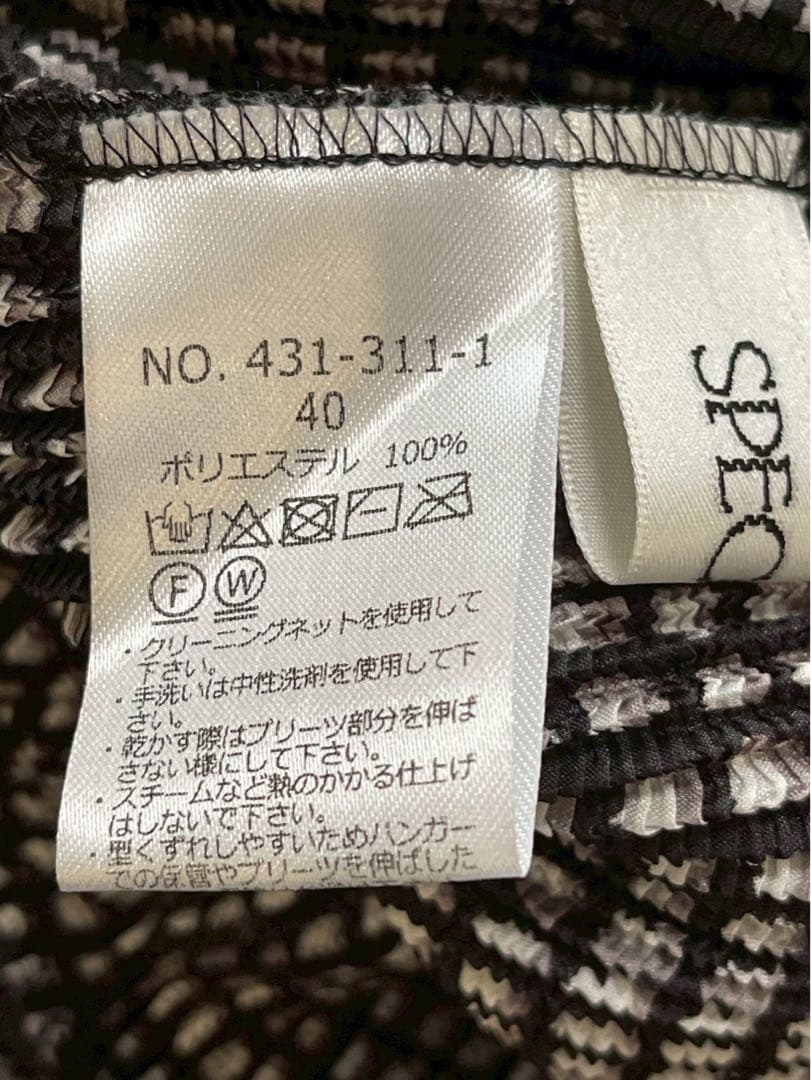 NO. 431-311-1
40
ポリエステル 100%
F W
・クリーニングネットを使用して
下さい。
・手洗いは中性洗剤を使用して下
さい。
・乾かす際はプリーツ部分を伸ば
さない様にして下さい。
・スチームなど熱のかかる仕上げ
はしないで下さい。
・型くずれしやすいためハンガー
での保管やプリーツを伸ばした
SPEC